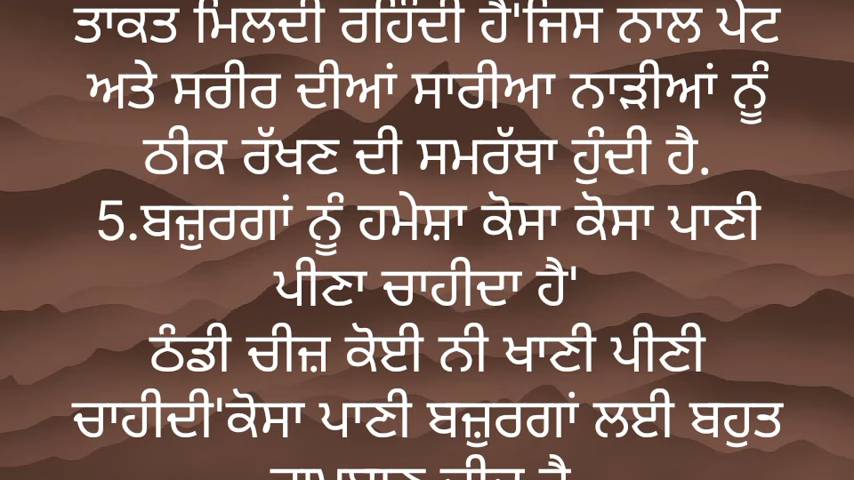 ਤਾਕਤ ਮਿਲਦੀ ਰਹਿੰਦੀ ਹੈ'ਜਿਸ ਨਾਲ ਪੇਟ
ਅਤੇ ਸਰੀਰ ਦੀਆਂ ਸਾਰੀਆ ਨਾੜੀਆਂ ਨੂੰ
ਠੀਕ ਰੱਖਣ ਦੀ ਸਮਰੱਥਾ ਹੁੰਦੀ ਹੈ.
5.ਬਜ਼ੁਰਗਾਂ ਨੂੰ ਹਮੇਸ਼ਾ ਕੋਸਾ ਕੋਸਾ ਪਾਣੀ
ਪੀਣਾ ਚਾਹੀਦਾ ਹੈ'
ਠੰਡੀ ਚੀਜ਼ ਕੋਈ ਨੀ ਖਾਣੀ ਪੀਣੀ
ਚਾਹੀਦੀ'ਕੋਸਾ ਪਾਣੀ ਬਜ਼ੁਰਗਾਂ ਲਈ ਬਹੁਤ